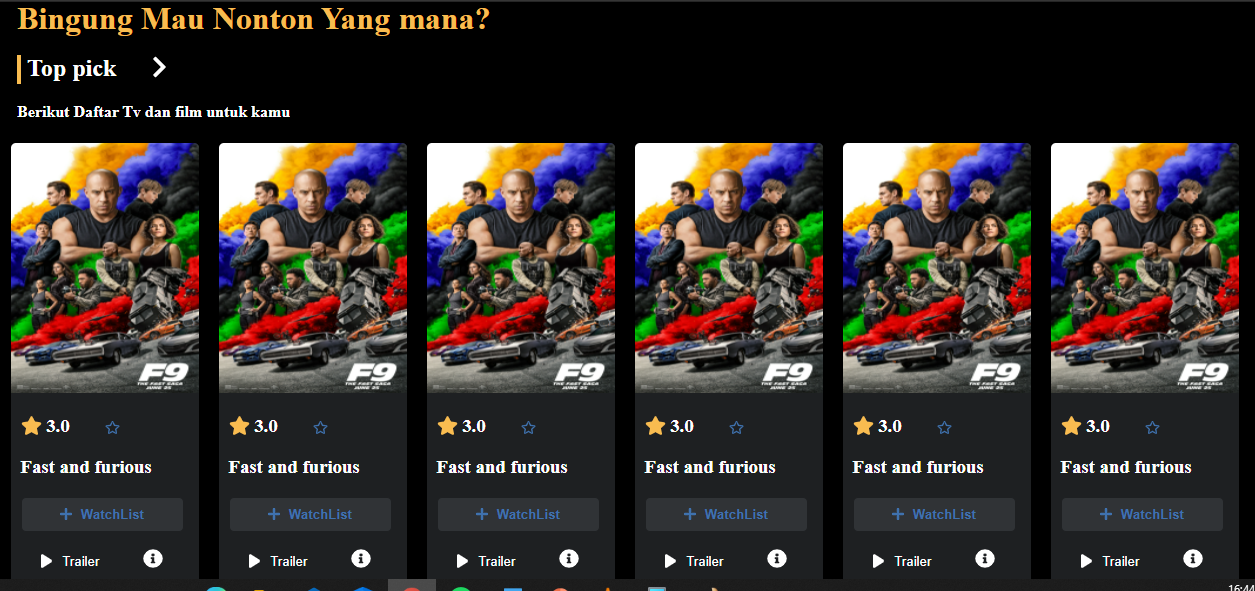 Bingung Mau Nonton Yang mana?
Top pick
Berikut Daftar Tv dan film untuk kamu
F9 F9 F9 F9 F9 F9
THE FAST SAGA THE FAST SAGA THE FAST SAGA THE FAST SAGA THE FAST SAGA THE FAST SAGA
JUNE 25 JUNE 25 JUNE 25 JUNE 25 JUNE 25 JUNE 25
3.0 3.0 3.0 3.0 3.0 3.0
Fast and furious Fast and furious Fast and furious Fast and furious Fast and furious Fast and furious
+ WatchList + WatchList + WatchList + WatchList + WatchList + WatchList
Trailer Trailer Trailer Trailer Trailer Trailer
16:44